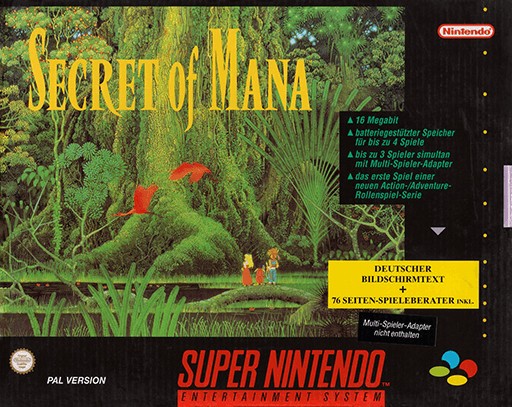 SECRET of MANA
Nintendo
▲ 16 Megabit
▲ batteriegestützter Speicher
für bis zu 4 Spiele
▲ bis zu 3 Spieler simultan
mit Multi-Spieler-Adapter
▲ das erste Spiel einer
neuen Action-/Adventure-
Rollenspiel-Serie
DEUTSCHER
BILDSCHIRMTEXT
+
76 SEITEN-SPIELEBERATER INKL.
Multi-Spieler-Adapter
nicht enthalten
PAL VERSION
SUPER NINTENDO™
ENTERTAINMENT SYSTEM